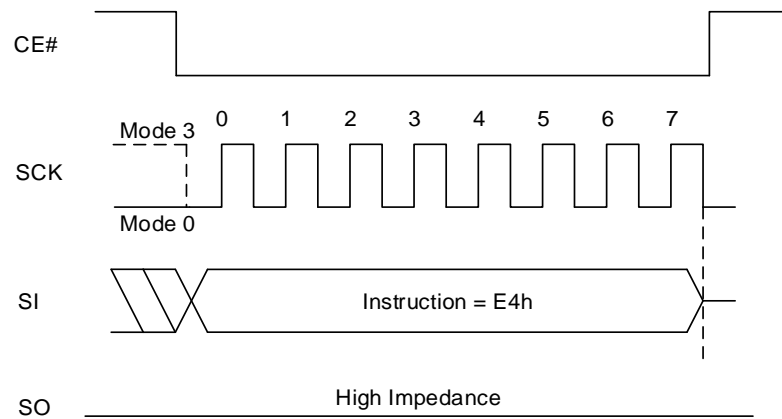 CE#
0 1 2 3 4 5 6 7
Mode 3
SCK
Mode 0
SI
Instruction = E4h
High Impedance
SO